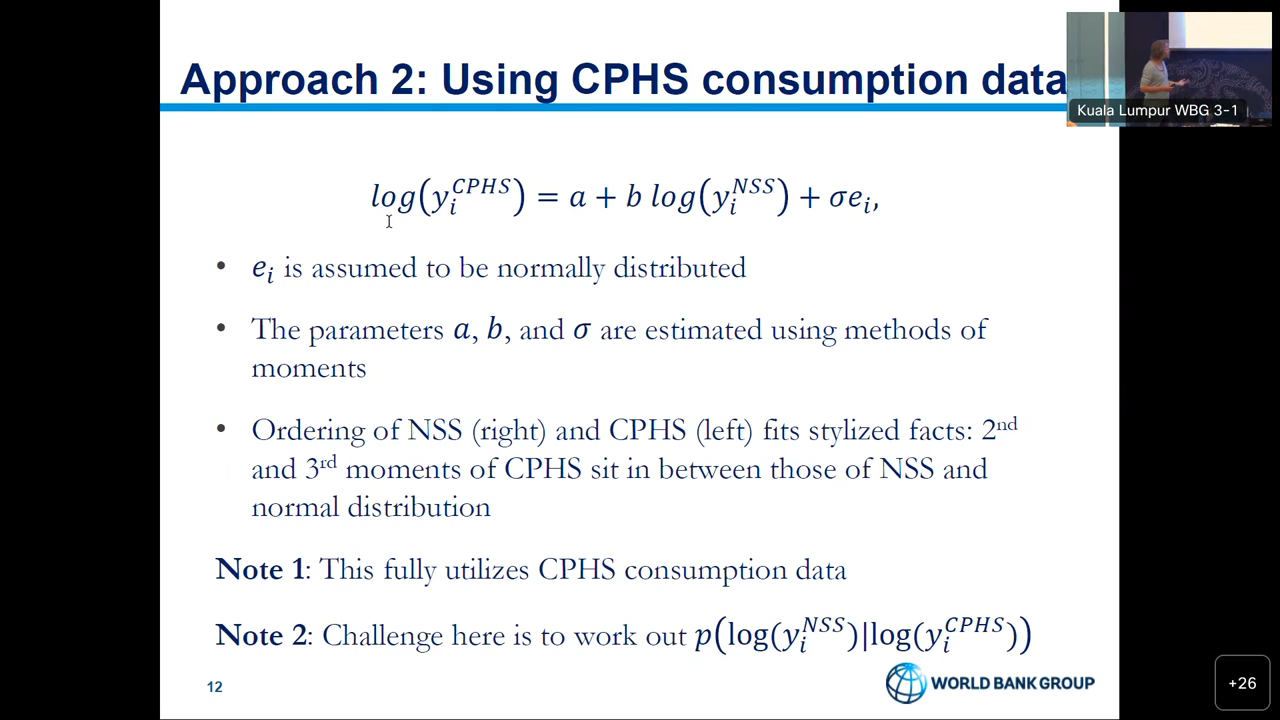 Approach 2: Using CPHS consumption data
Kuala Lumpur WBG 3-1
log(y_i^{CPHS}) = a + b log(y_i^{NSS}) + σe_i,
• e_i is assumed to be normally distributed
• The parameters a, b, and σ are estimated using methods of
moments
• Ordering of NSS (right) and CPHS (left) fits stylized facts: 2nd
and 3rd moments of CPHS sit in between those of NSS and
normal distribution
Note 1: This fully utilizes CPHS consumption data
Note 2: Challenge here is to work out p(log(y_i^{NSS})|log(y_i^{CPHS}))
12
WORLD BANK GROUP
+26